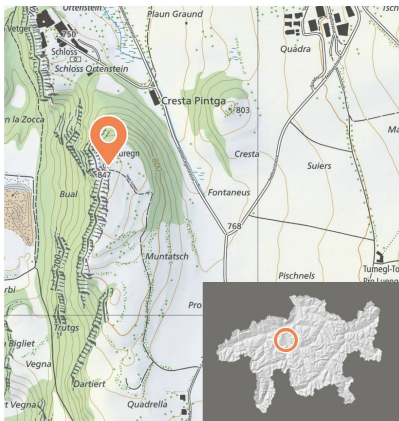 Ortenstein
Vetger
750
Schloss
Schloss Ortenstein
Plaun Graund
Quadra
Cresta Pintga
803
n la Zocca
847
Bual
Cresta
Suiers
Fontaneus
768
Muntatsch
Pischnels
Tumegl-To
Pro
Trutgs
Bigliet
Vegna
Dartiert
t Vegna
Quadrella